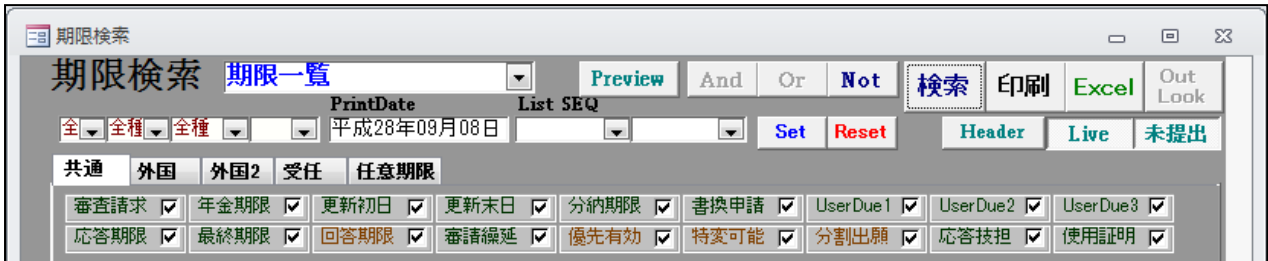 期限検索
期限検索 期限一覧 Preview And Or Not 検索 印刷 Excel Out Look
PrintDate List SEQ
全 全種 全種 平成28年09月08日 Set Reset Header Live 未提出
共通 外国 外国2 受任 任意期限
審査請求 年金期限 更新初日 更新末日 分納期限 書換申請 UserDue1 UserDue2 UserDue3
応答期限 最終期限 回答期限 審請繰延 優先有効 特変可能 分割出願 応答技担 使用証明